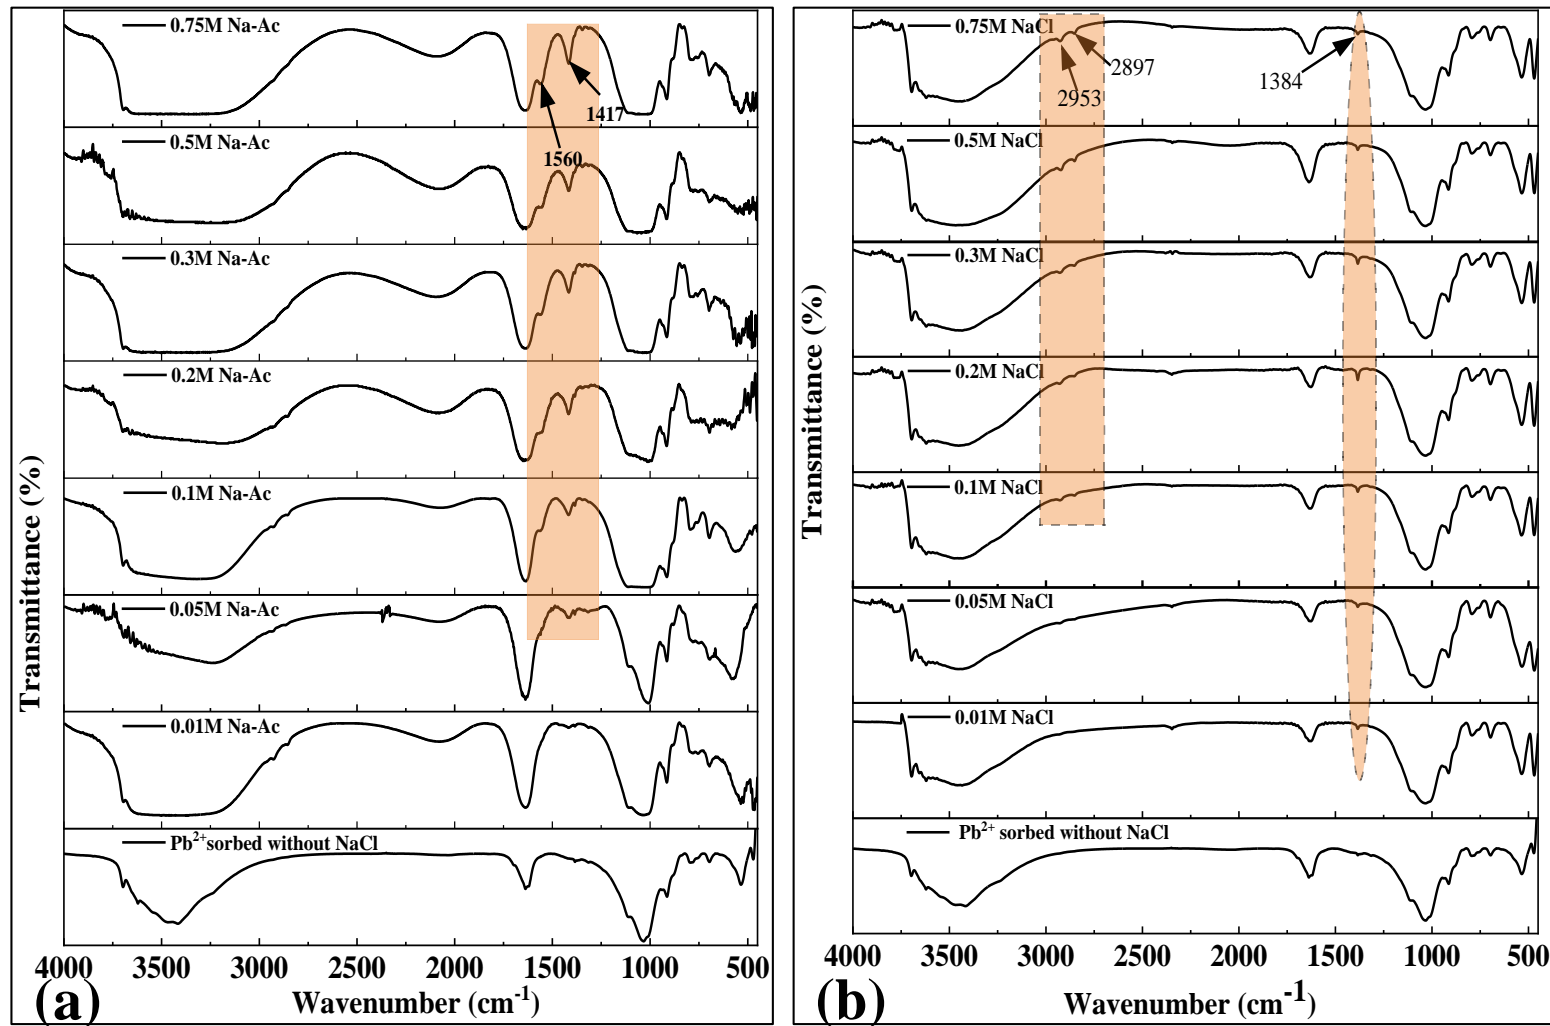 0.75M Na-Ac
1417
1560
0.5M Na-Ac
0.3M Na-Ac
0.2M Na-Ac
0.1M Na-Ac
0.05M Na-Ac
0.01M Na-Ac
Pb²⁺sorbed without NaCl
Transmittance (%)
4000 3500 3000 2500 2000 1500 1000 500
Wavenumber (cm⁻¹)
(a)
0.75M NaCl
2897
2953
1384
0.5M NaCl
0.3M NaCl
0.2M NaCl
0.1M NaCl
0.05M NaCl
0.01M NaCl
Pb²⁺ sorbed without NaCl
Transmittance (%)
4000 3500 3000 2500 2000 1500 1000 500
Wavenumber (cm⁻¹)
(b)